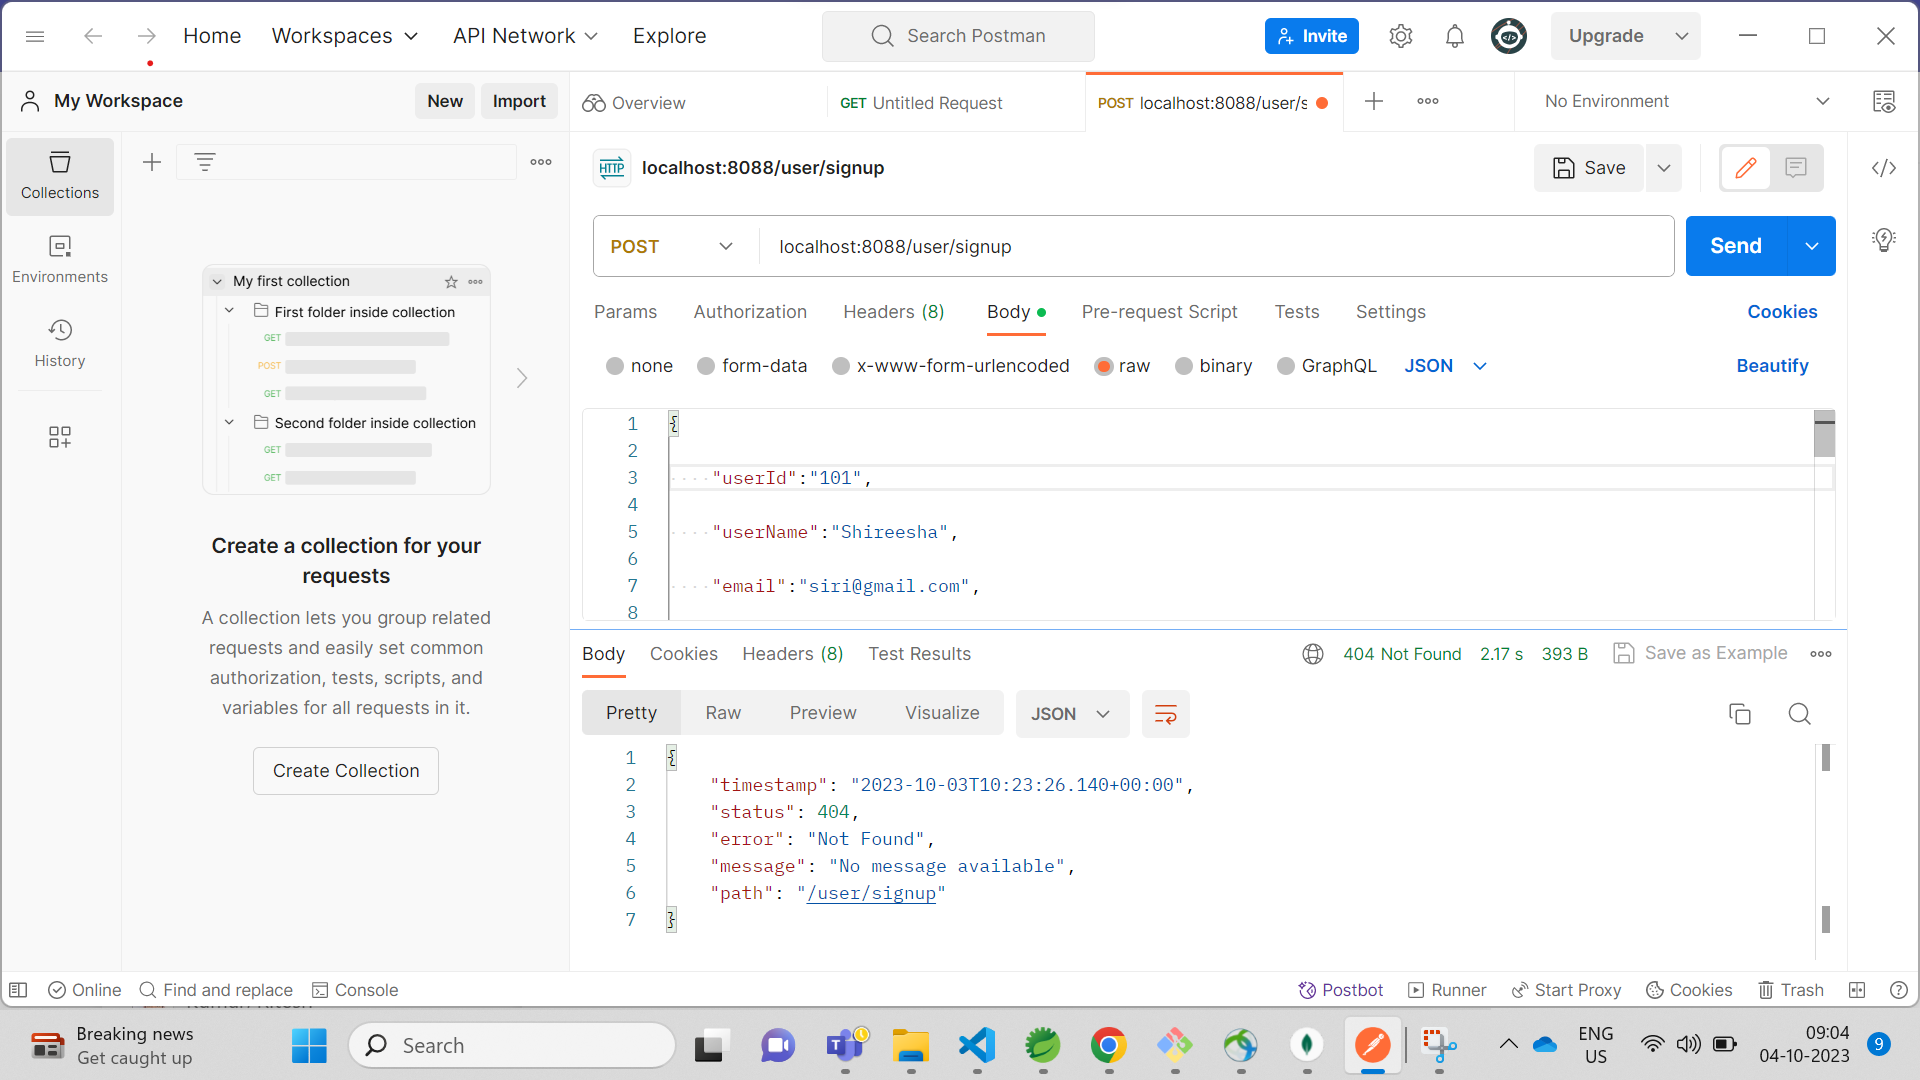 Home
Workspaces
API Network
Explore
Search Postman
Invite
Upgrade
My Workspace
New
Import
Overview
GET Untitled Request
POST localhost:8088/user/s
No Environment
Collections
Environments
History
My first collection
First folder inside collection
GET
POST
GET
Second folder inside collection
GET
GET
Create a collection for your
requests
A collection lets you group related
requests and easily set common
authorization, tests, scripts, and
variables for all requests in it.
Create Collection
HTTP
localhost:8088/user/signup
Save
POST
localhost:8088/user/signup
Send
Params
Authorization
Headers (8)
Body
Pre-request Script
Tests
Settings
Cookies
none
form-data
x-www-form-urlencoded
raw
binary
GraphQL
JSON
Beautify
1 {
2
3 "userId":"101",
4
5 "userName":"Shireesha",
6
7 "email":"siri@gmail.com",
8
Body
Cookies
Headers (8)
Test Results
404 Not Found
2.17 s
393 B
Save as Example
Pretty
Raw
Preview
Visualize
JSON
1 {
2 "timestamp": "2023-10-03T10:23:26.140+00:00",
3 "status": 404,
4 "error": "Not Found",
5 "message": "No message available",
6 "path": "/user/signup"
7 }
Online
Find and replace
Console
Postbot
Runner
Start Proxy
Cookies
Trash
Breaking news
Get caught up
Search
ENG
US
09:04
04-10-2023
9